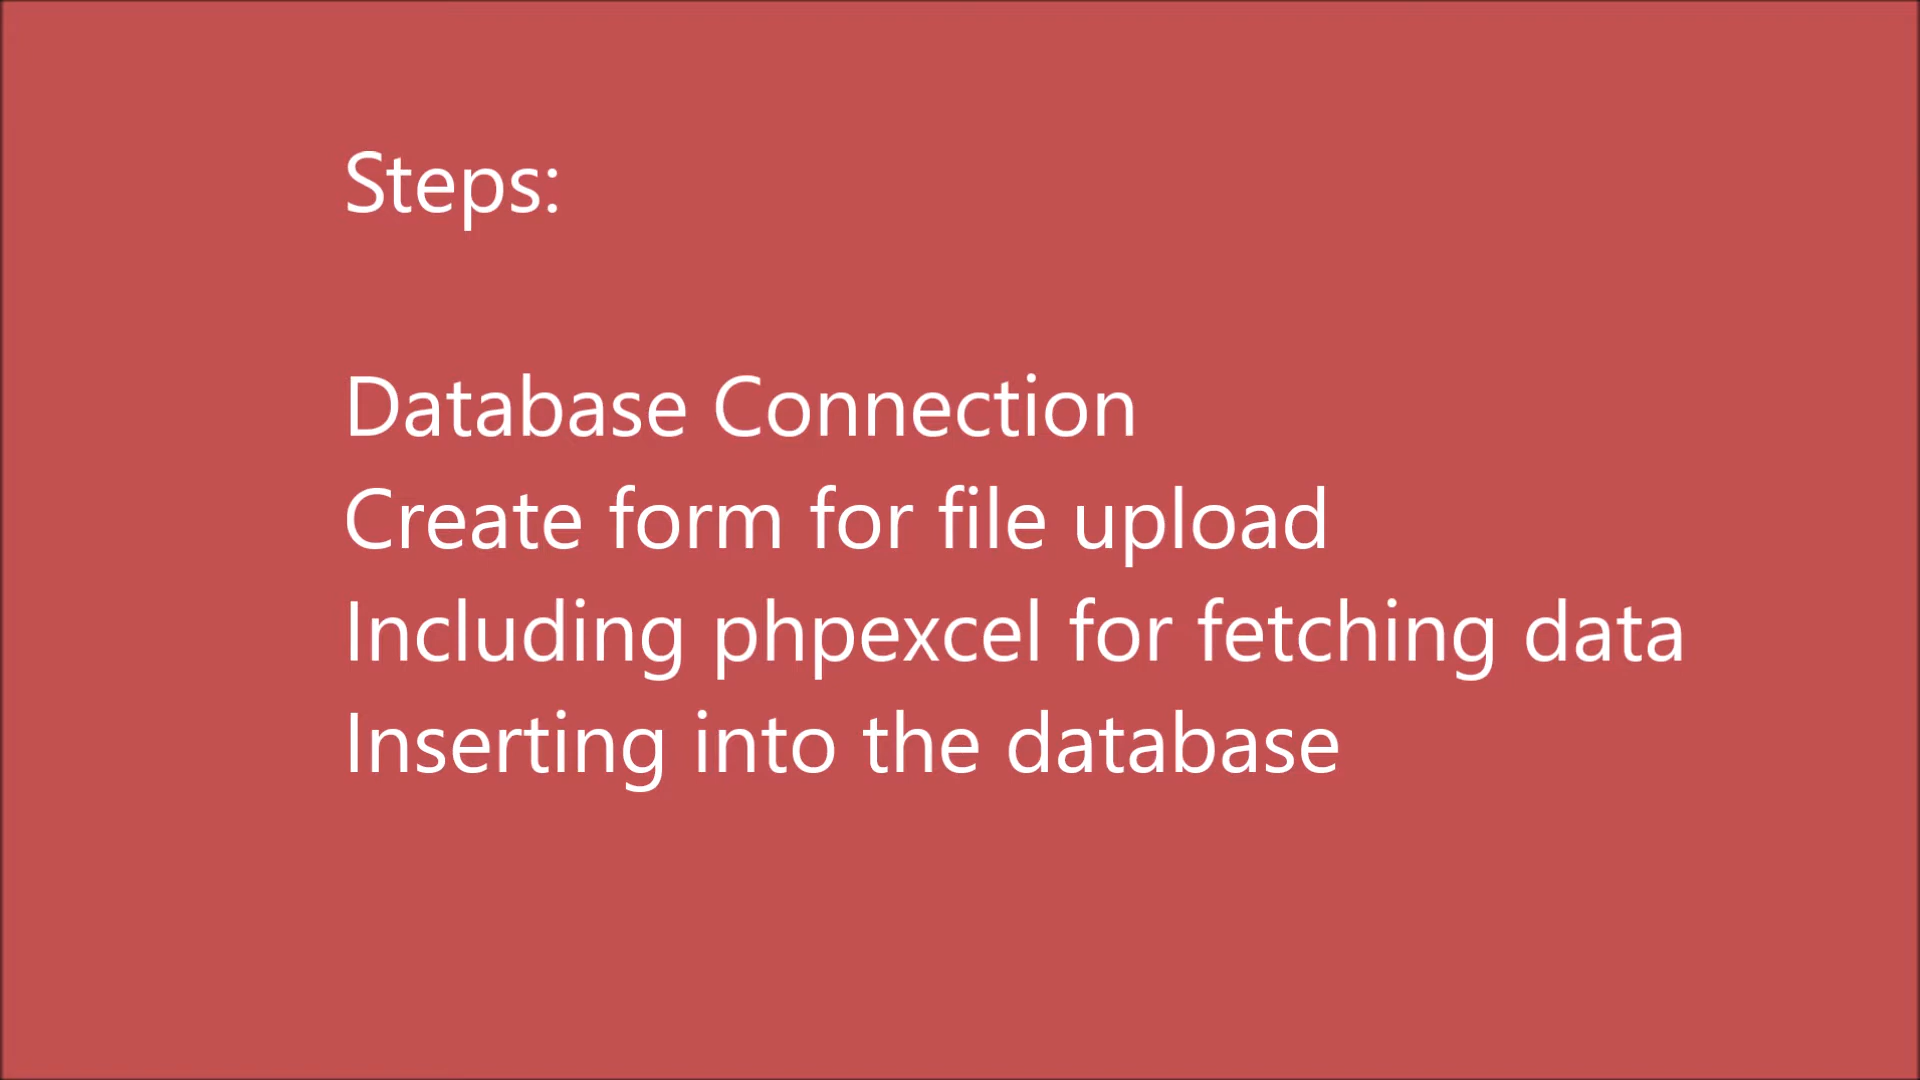 Steps:
Database Connection
Create form for file upload
Including phpexcel for fetching data
Inserting into the database